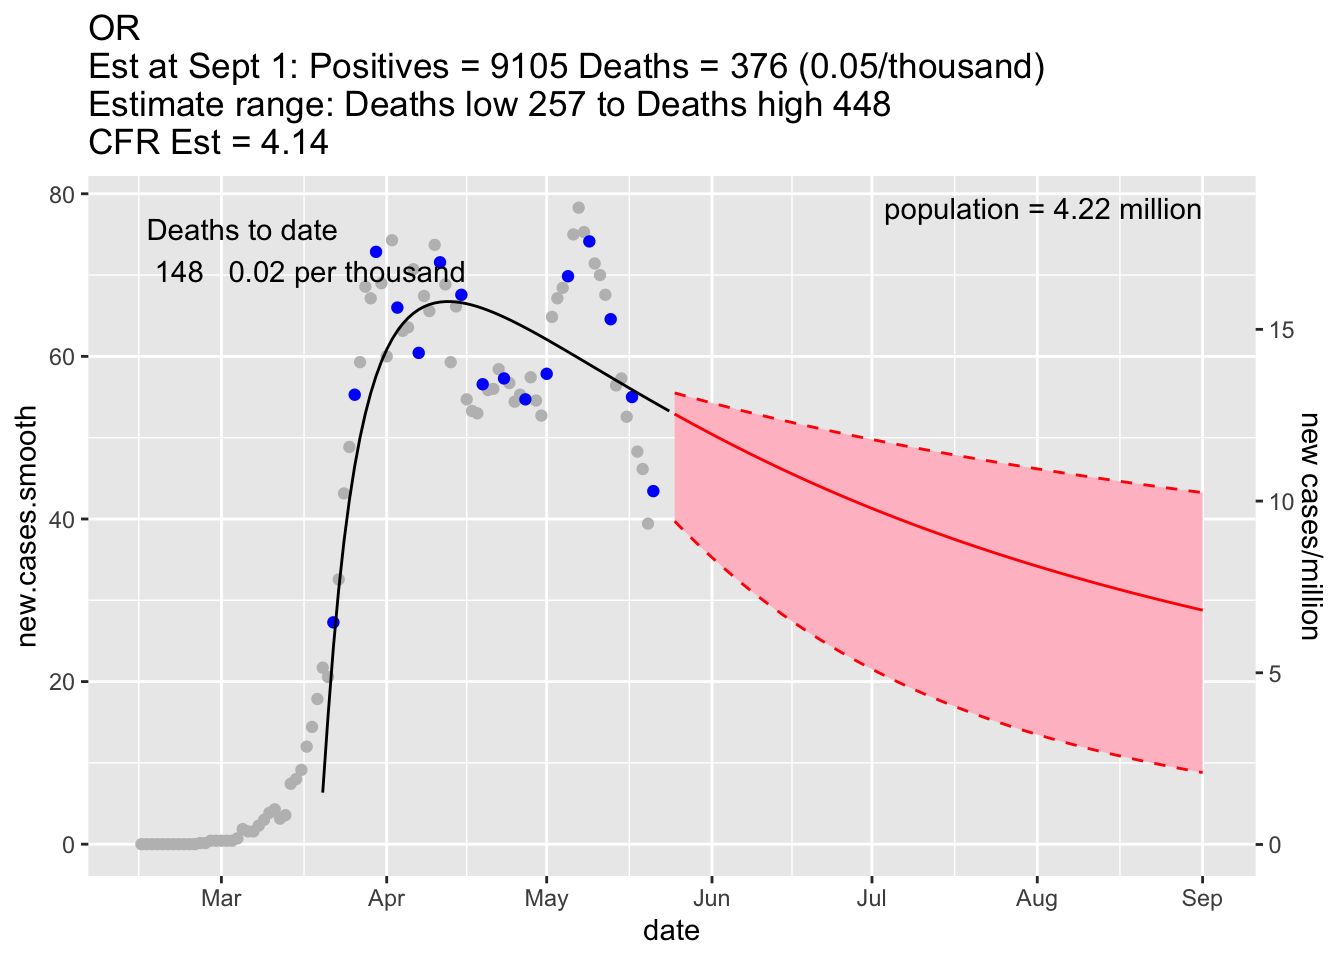 OR
Est at Sept 1: Positives = 9105 Deaths = 376 (0.05/thousand)
Estimate range: Deaths low 257 to Deaths high 448
CFR Est = 4.14
80
60
40
20
0
new.cases.smooth
Deaths to date
148 0.02 per thousand
population = 4.22 million
15
10
5
0
new cases/million
Mar Apr May Jun Jul Aug Sep
date